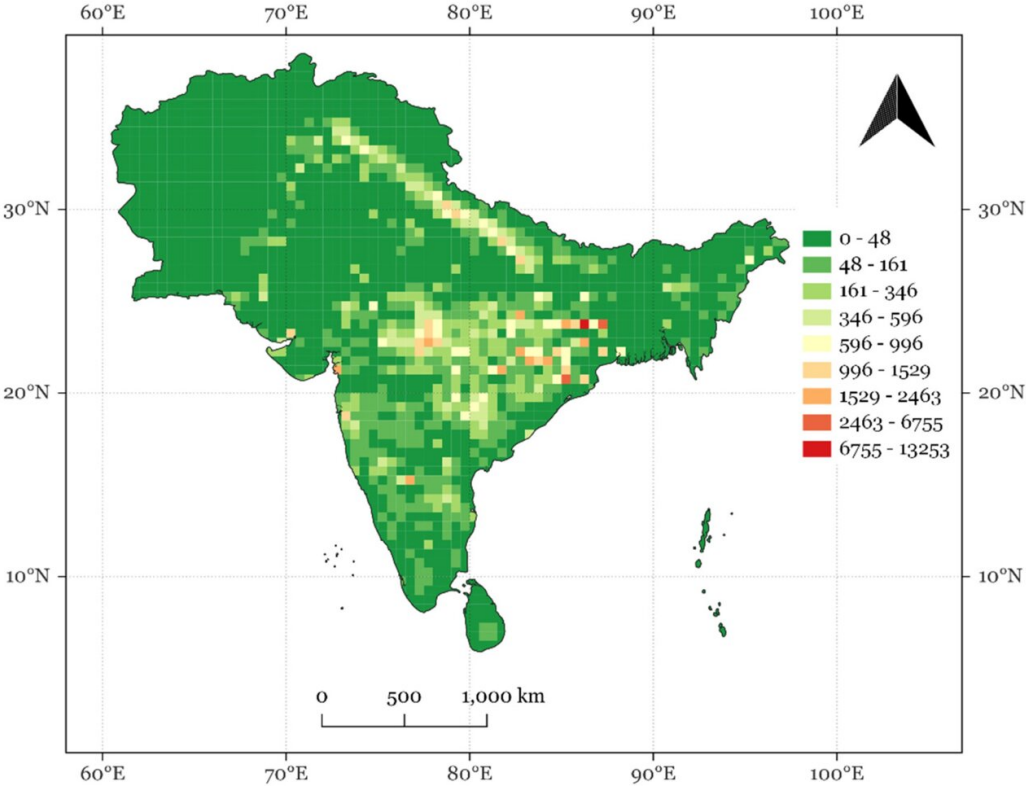 60°E 70°E 80°E 90°E 100°E
30°N 30°N
0 - 48
48 - 161
161 - 346
346 - 596
596 - 996
996 - 1529
1529 - 2463
2463 - 6755
6755 - 13253
20°N 20°N
10°N 10°N
0 500 1,000 km
60°E 70°E 80°E 90°E 100°E